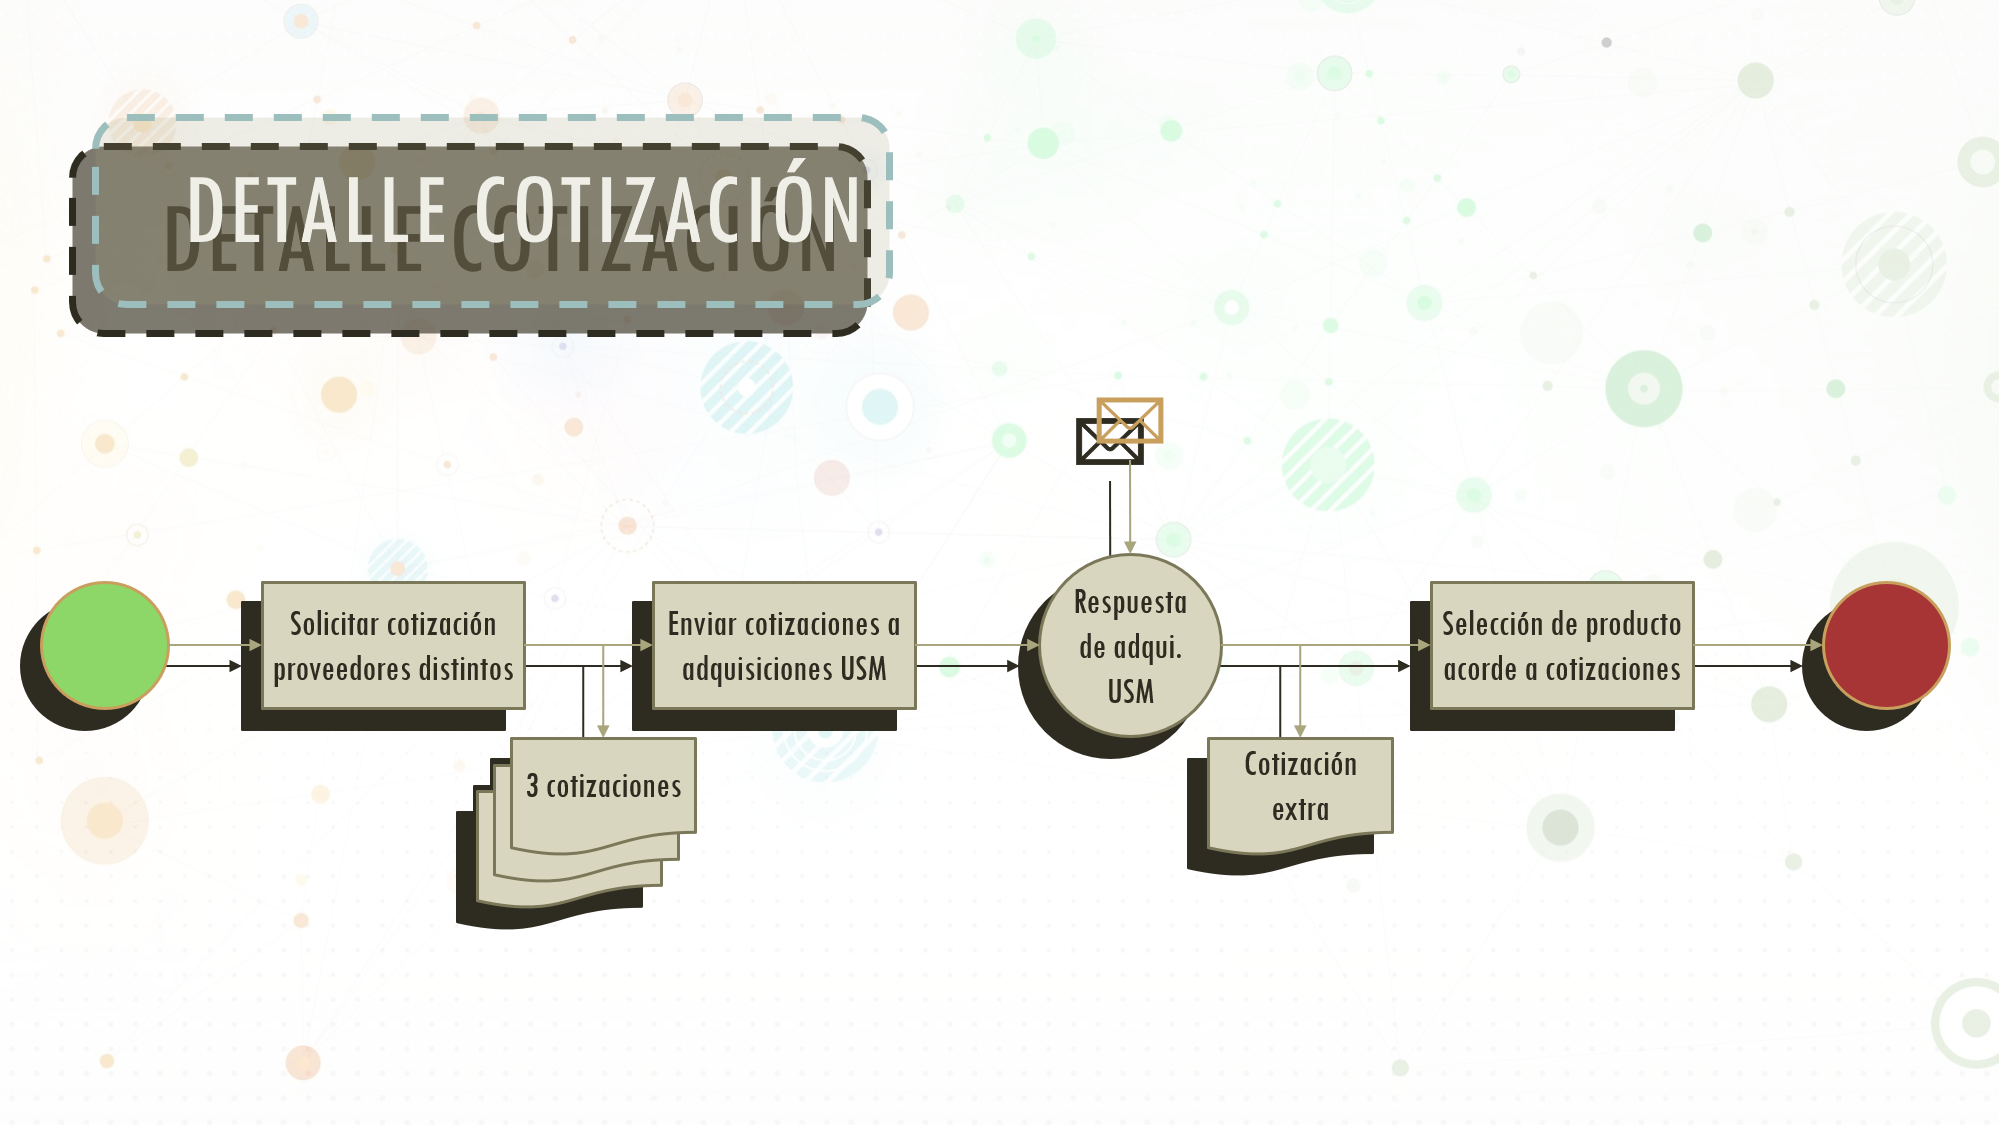 DETALLE COTIZACIÓN
Solicitar cotización
proveedores distintos
3 cotizaciones
Enviar cotizaciones a
adquisiciones USM
Respuesta
de adqui.
USM
Cotización
extra
Selección de producto
acorde a cotizaciones